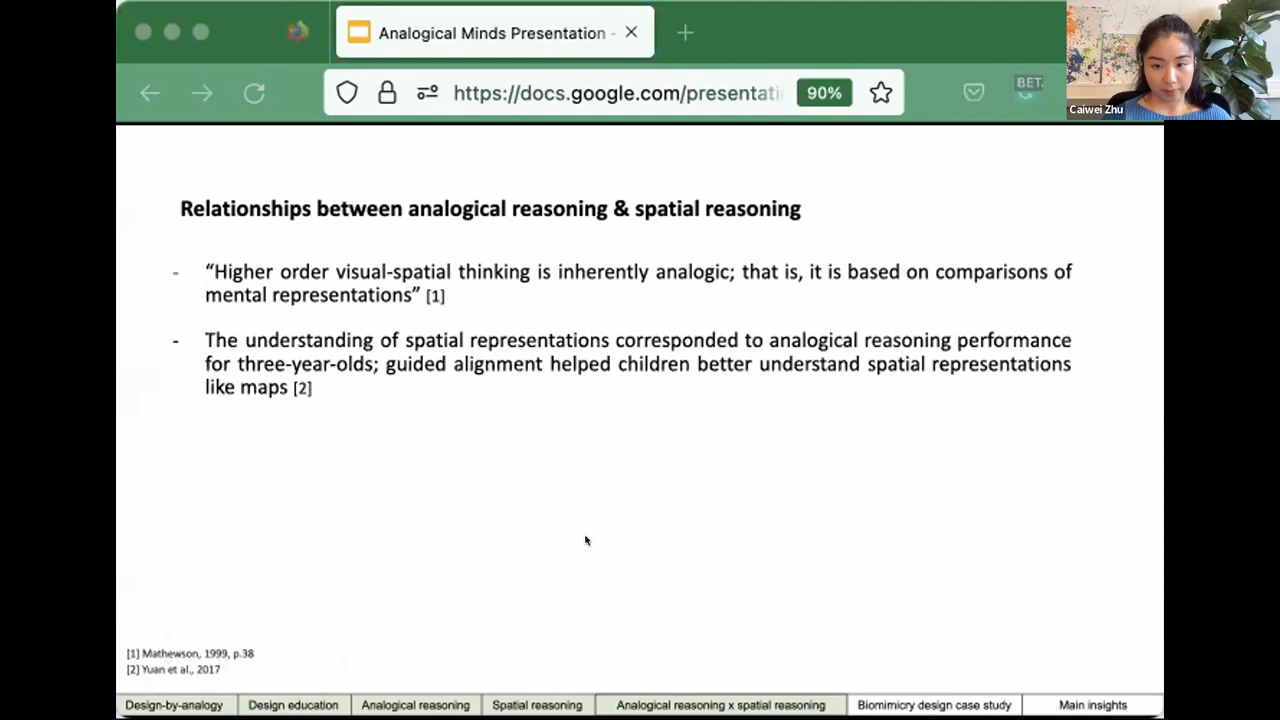 Analogical Minds Presentation -
https://docs.google.com/presentati
90%
BET.
Caiwei Zhu
Relationships between analogical reasoning & spatial reasoning
- “Higher order visual-spatial thinking is inherently analogic; that is, it is based on comparisons of
mental representations” [1]
- The understanding of spatial representations corresponded to analogical reasoning performance
for three-year-olds; guided alignment helped children better understand spatial representations
like maps [2]
[1] Mathewson, 1999, p.38
[2] Yuan et al., 2017
Design-by-analogy Design education Analogical reasoning Spatial reasoning Analogical reasoning x spatial reasoning Biomimicry design case study Main insights